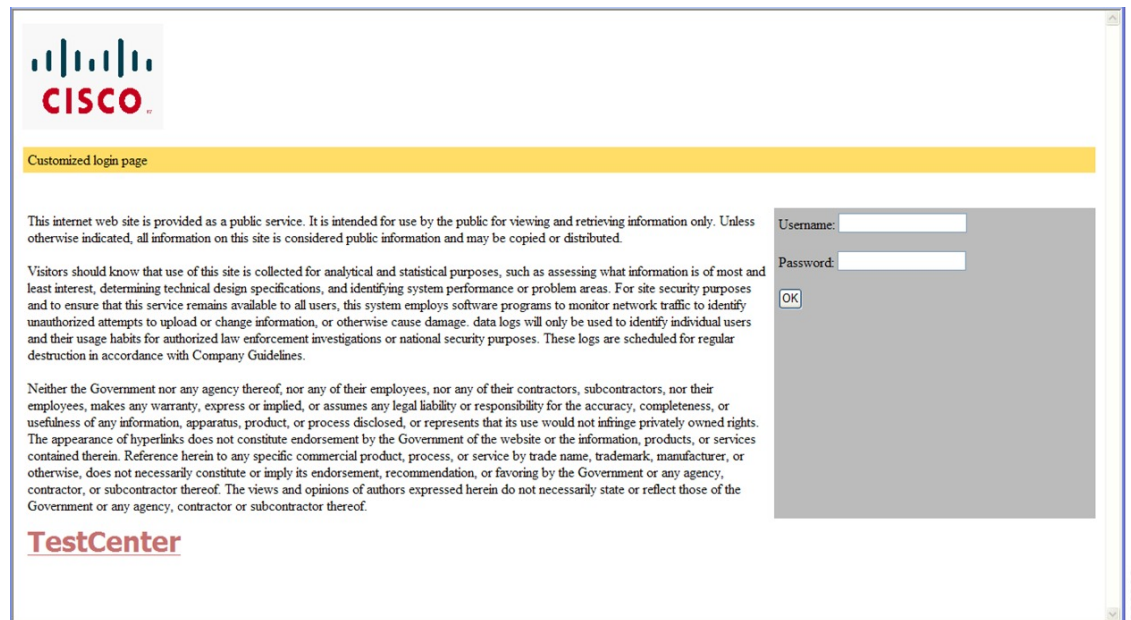 CISCO
Customized login page
This internet web site is provided as a public service. It is intended for use by the public for viewing and retrieving information only. Unless
otherwise indicated, all information on this site is considered public information and may be copied or distributed.
Username:
Password:
OK
Visitors should know that use of this site is collected for analytical and statistical purposes, such as assessing what information is of most and
least interest, determining technical design specifications, and identifying system performance or problem areas. For site security purposes
and to ensure that this service remains available to all users, this system employs software programs to monitor network traffic to identify
unauthorized attempts to upload or change information, or otherwise cause damage. data logs will only be used to identify individual users
and their usage habits for authorized law enforcement investigations or national security purposes. These logs are scheduled for regular
destruction in accordance with Company Guidelines.
Neither the Government nor any agency thereof, nor any of their employees, nor any of their contractors, subcontractors, nor their
employees, makes any warranty, express or implied, or assumes any legal liability or responsibility for the accuracy, completeness, or
usefulness of any information, apparatus, product, or process disclosed, or represents that its use would not infringe privately owned rights.
The appearance of hyperlinks does not constitute endorsement by the Government of the website or the information, products, or services
contained therein. Reference herein to any specific commercial product, process, or service by trade name, trademark, manufacturer, or
otherwise, does not necessarily constitute or imply its endorsement, recommendation, or favoring by the Government or any agency,
contractor, or subcontractor thereof. The views and opinions of authors expressed herein do not necessarily state or reflect those of the
Government or any agency, contractor or subcontractor thereof.
TestCenter